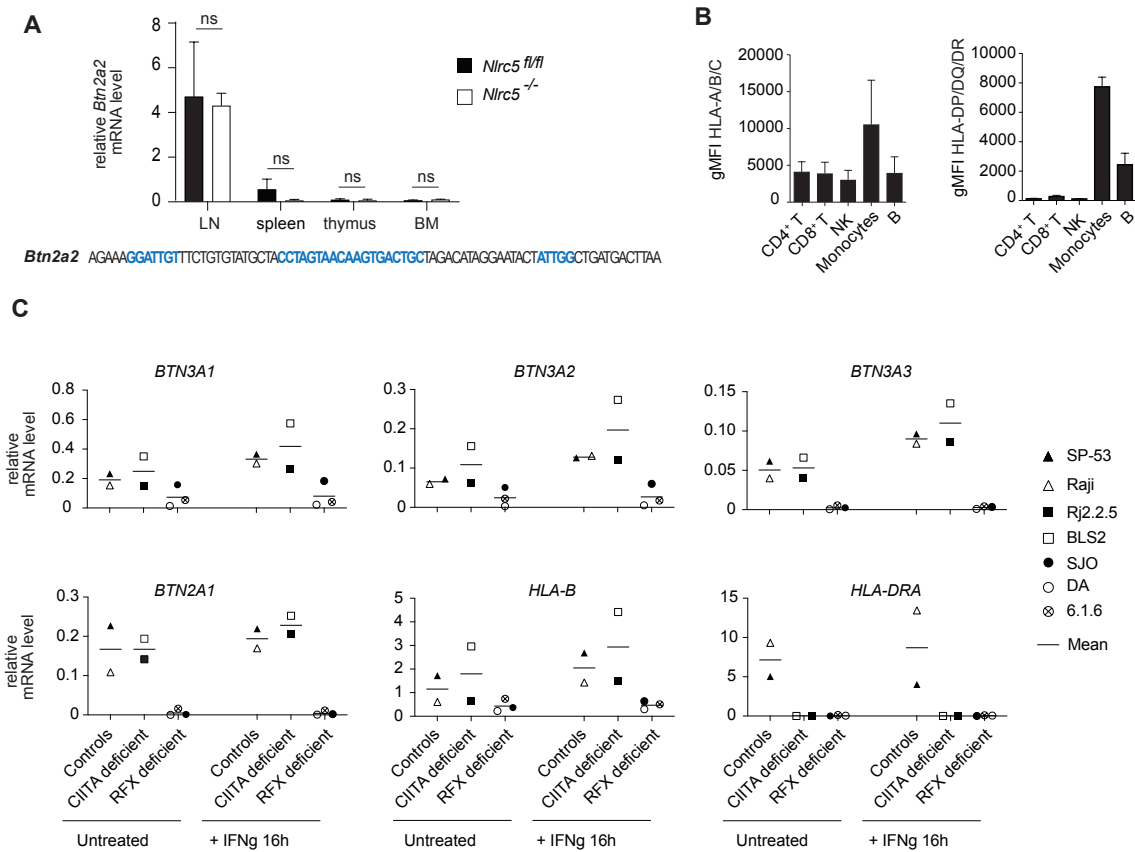 A
relative Btn2a2
mRNA level
8
6
4
2
0
ns
ns
ns
ns
LN
spleen
thymus
BM
Nlrc5 fl/fl
Nlrc5 -/-
Btn2a2 AGAAAGGATTGTTTCTGTGTATGCTACCTAGTAACAAGTGACTGCTAGACATAGGAATACTATTGGCTGATGACTTAA
B
gMFI HLA-A/B/C
20000
15000
10000
5000
0
CD4+ T
CD8+ T
NK
Monocytes
B
gMFI HLA-DP/DQ/DR
10000
8000
6000
4000
2000
0
CD4+ T
CD8+ T
NK
Monocytes
B
C
BTN3A1
relative
mRNA level
0.8
0.6
0.4
0.2
0
BTN3A2
0.3
0.2
0.1
0
BTN3A3
0.15
0.10
0.05
0
SP-53
Raji
Rj2.2.5
BLS2
SJO
DA
6.1.6
Mean
BTN2A1
relative
mRNA level
0.3
0.2
0.1
0
HLA-B
5
4
3
2
1
0
HLA-DRA
15
10
5
0
Controls
CIITA deficient
RFX deficient
Controls
CIITA deficient
RFX deficient
Untreated
+ IFNg 16h
Controls
CIITA deficient
RFX deficient
Controls
CIITA deficient
RFX deficient
Untreated
+ IFNg 16h
Controls
CIITA deficient
RFX deficient
Controls
CIITA deficient
RFX deficient
Untreated
+ IFNg 16h